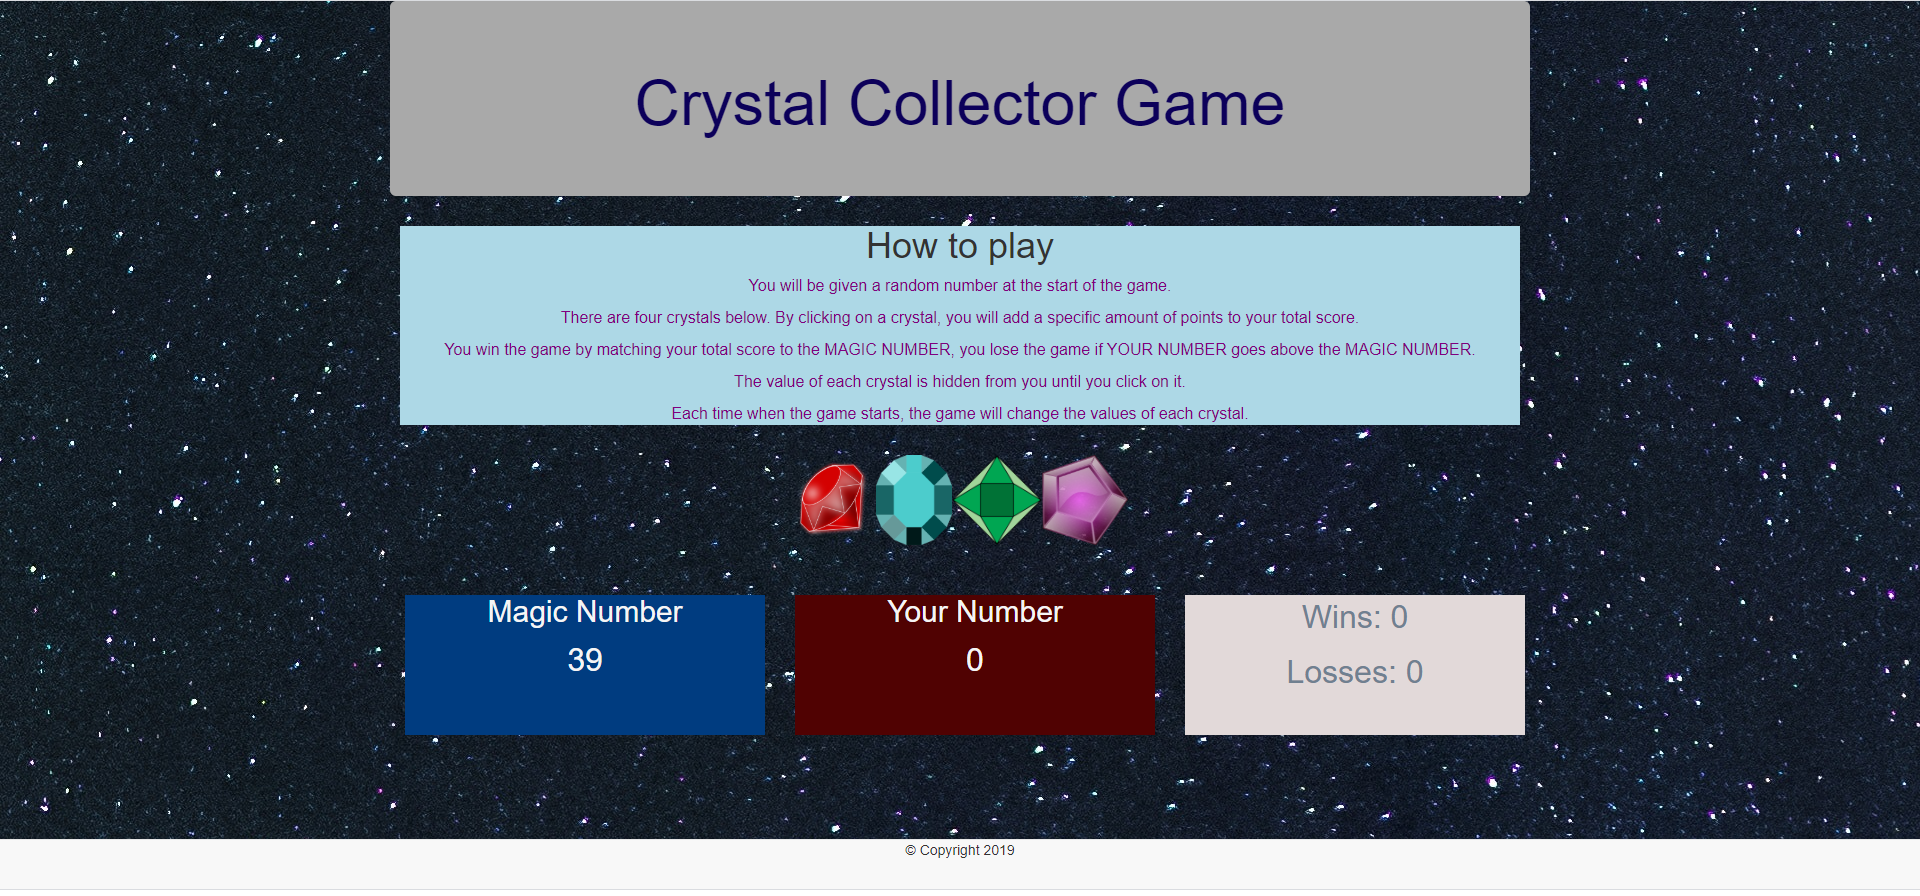 Crystal Collector Game
How to play
You will be given a random number at the start of the game.
There are four crystals below. By clicking on a crystal, you will add a specific amount of points to your total score.
You win the game by matching your total score to the MAGIC NUMBER, you lose the game if YOUR NUMBER goes above the MAGIC NUMBER.
The value of each crystal is hidden from you until you click on it.
Each time when the game starts, the game will change the values of each crystal.
Magic Number
39
Your Number
0
Wins: 0
Losses: 0
© Copyright 2019